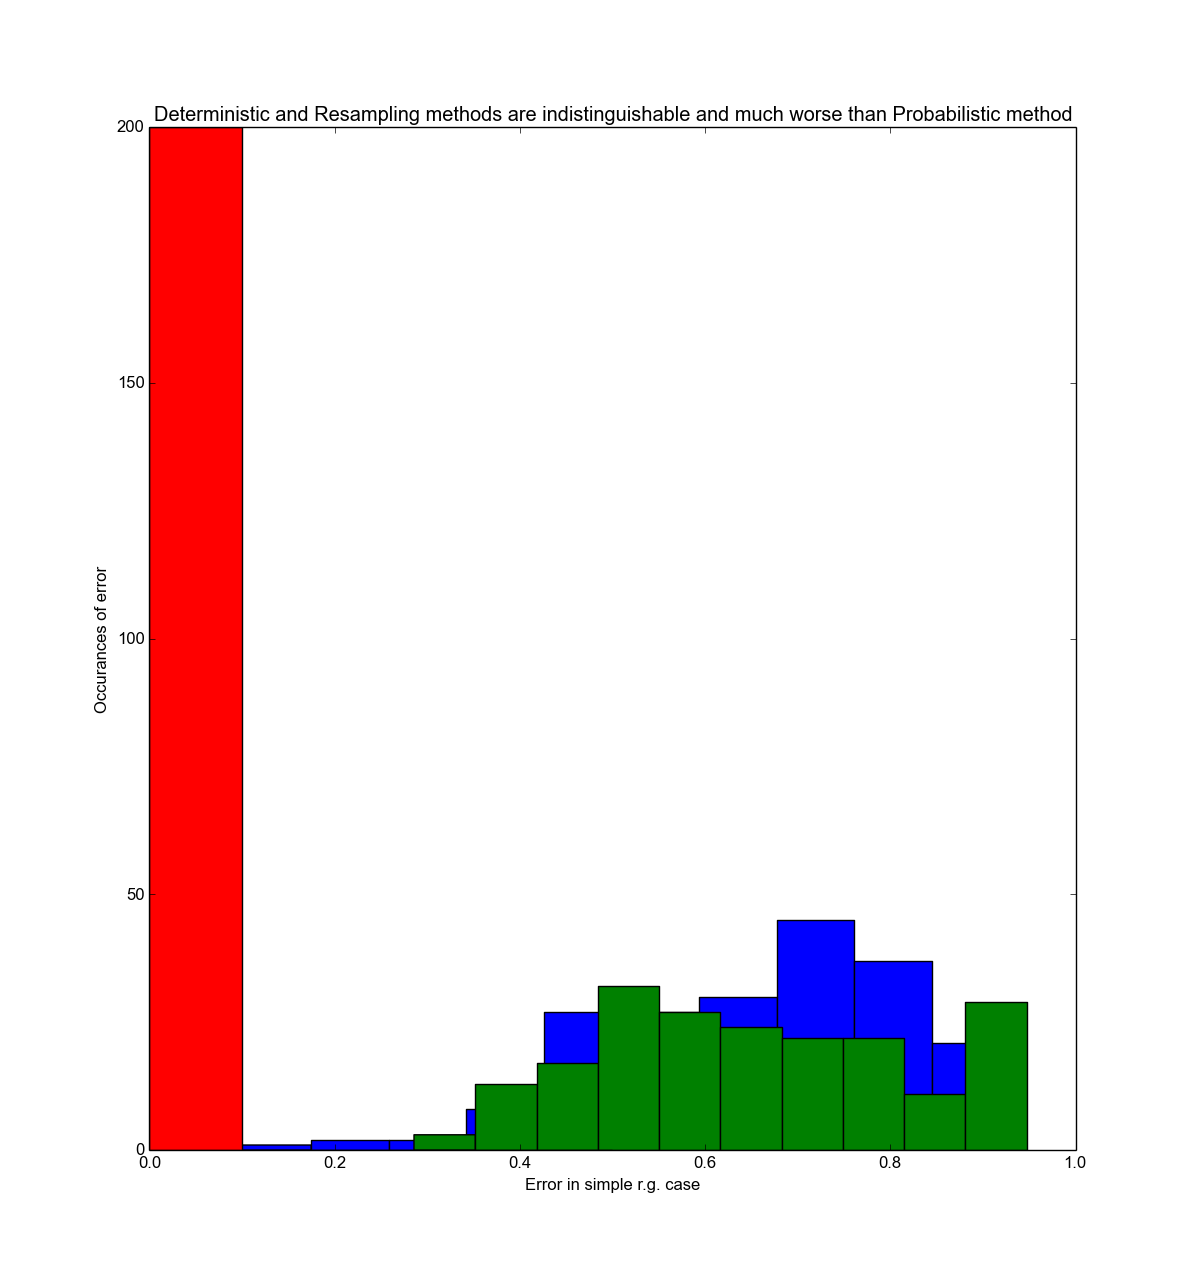 Deterministic and Resampling methods are indistinguishable and much worse than Probabilistic method
200
150
100
50
0
Occurances of error
0.0 0.2 0.4 0.6 0.8 1.0
Error in simple r.g. case